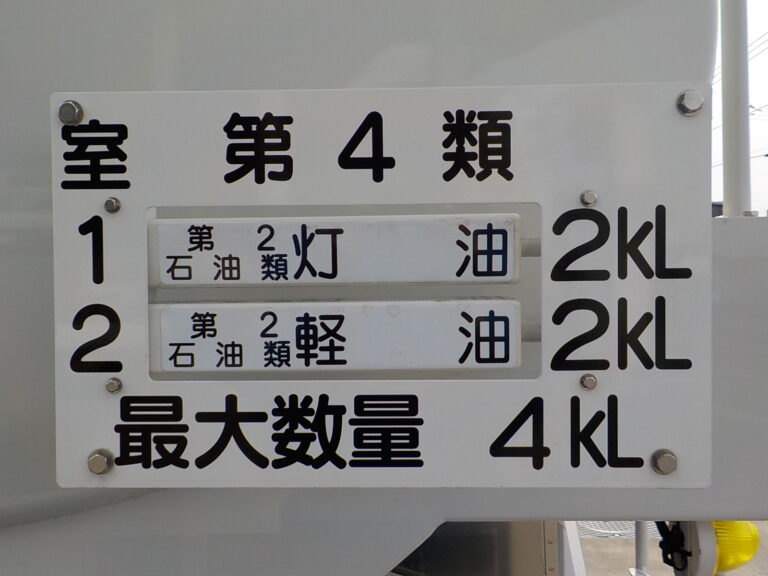 室 第4類
1 第2石油類 灯油 2kL
2 第2石油類 軽油 2kL
最大数量 4kL